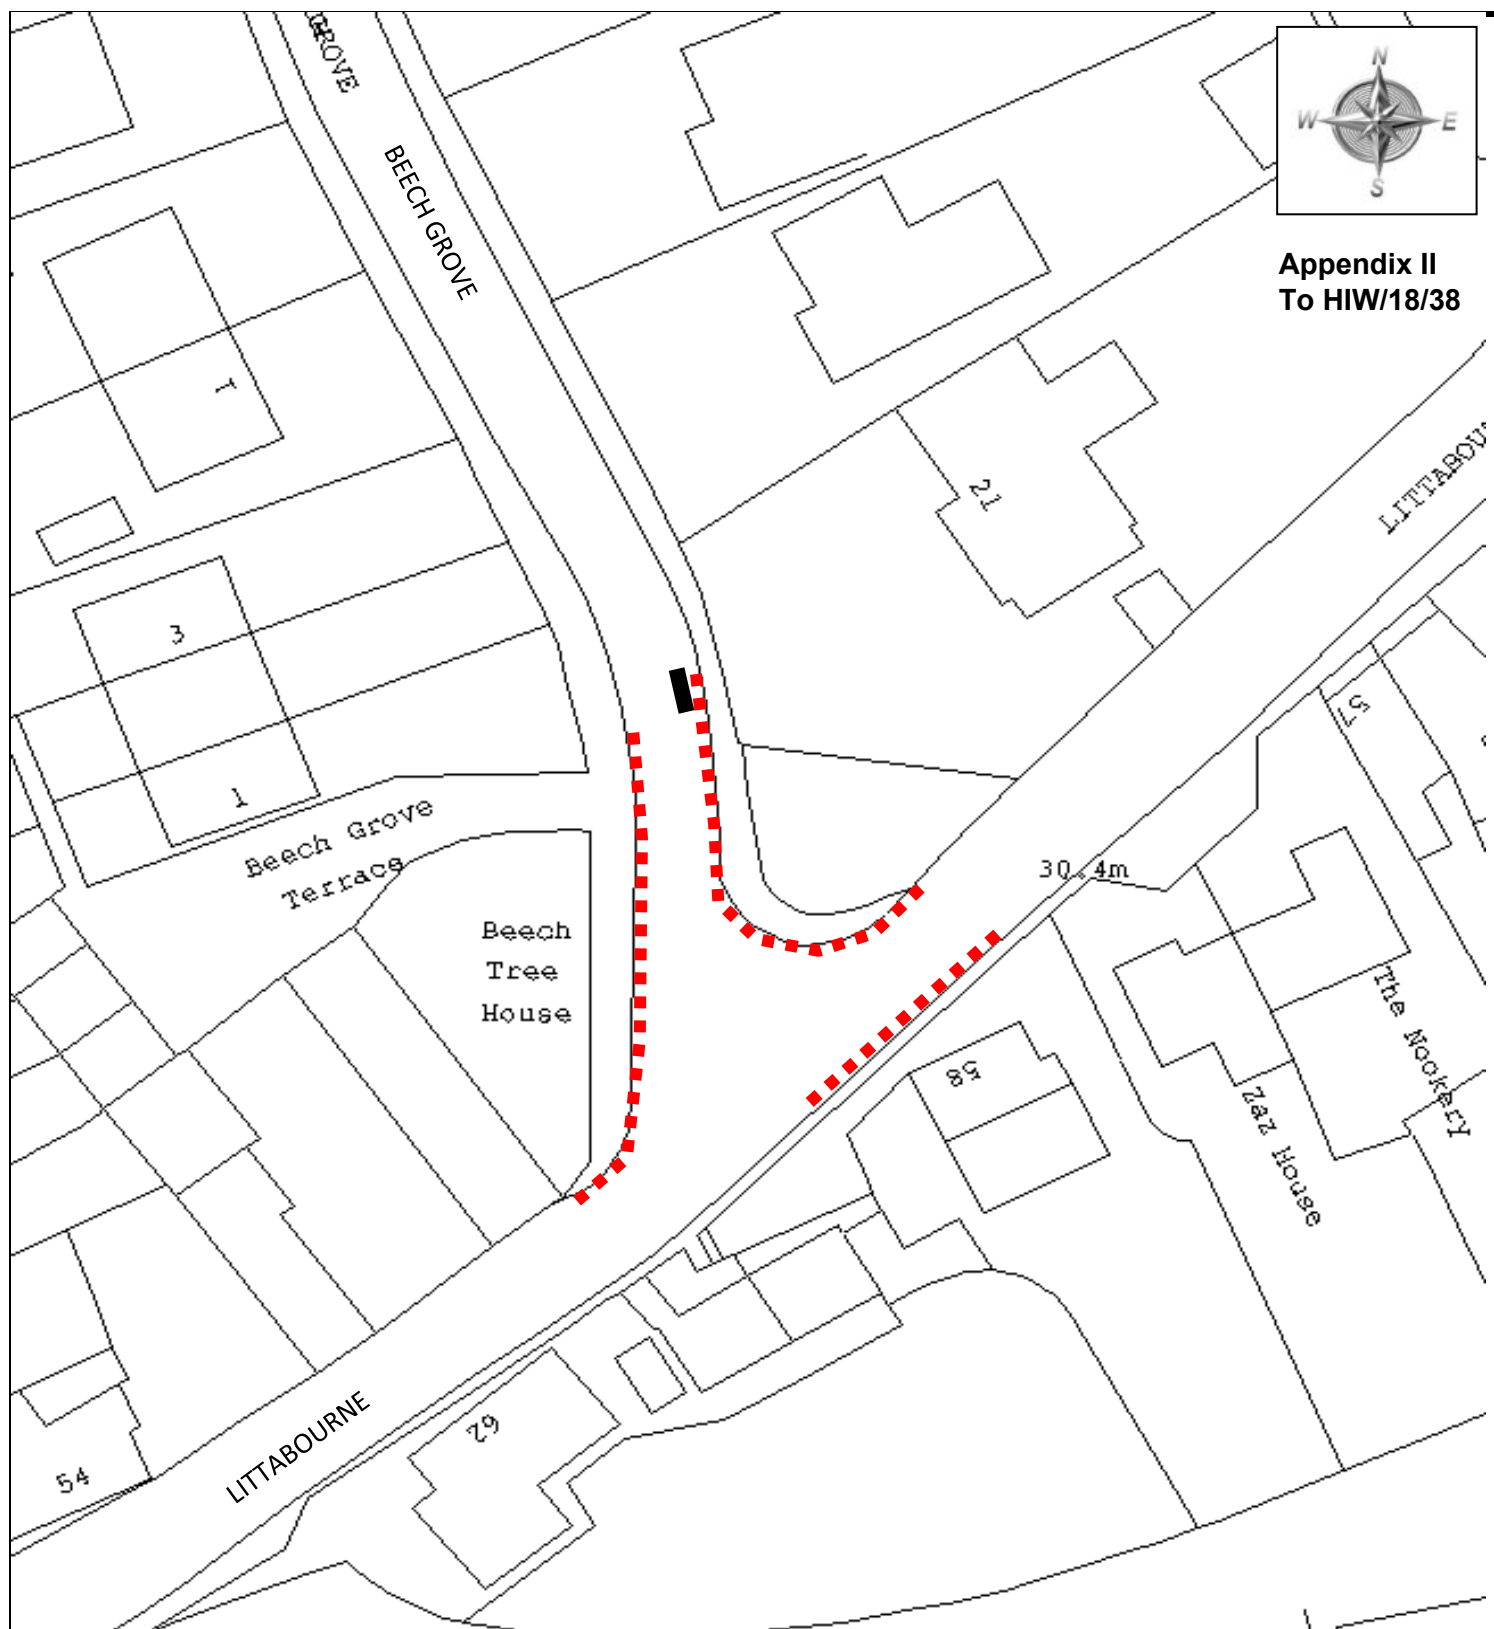 GROVE
BEECH GROVE
N
W E
S
Appendix II
To HIW/18/38
1
21
LITTABOU
3
1
57
Beech Grove
Terrace
30.4m
Beech
Tree
House
58
The Nookery
Zaz House
62
LITTABOURNE
54